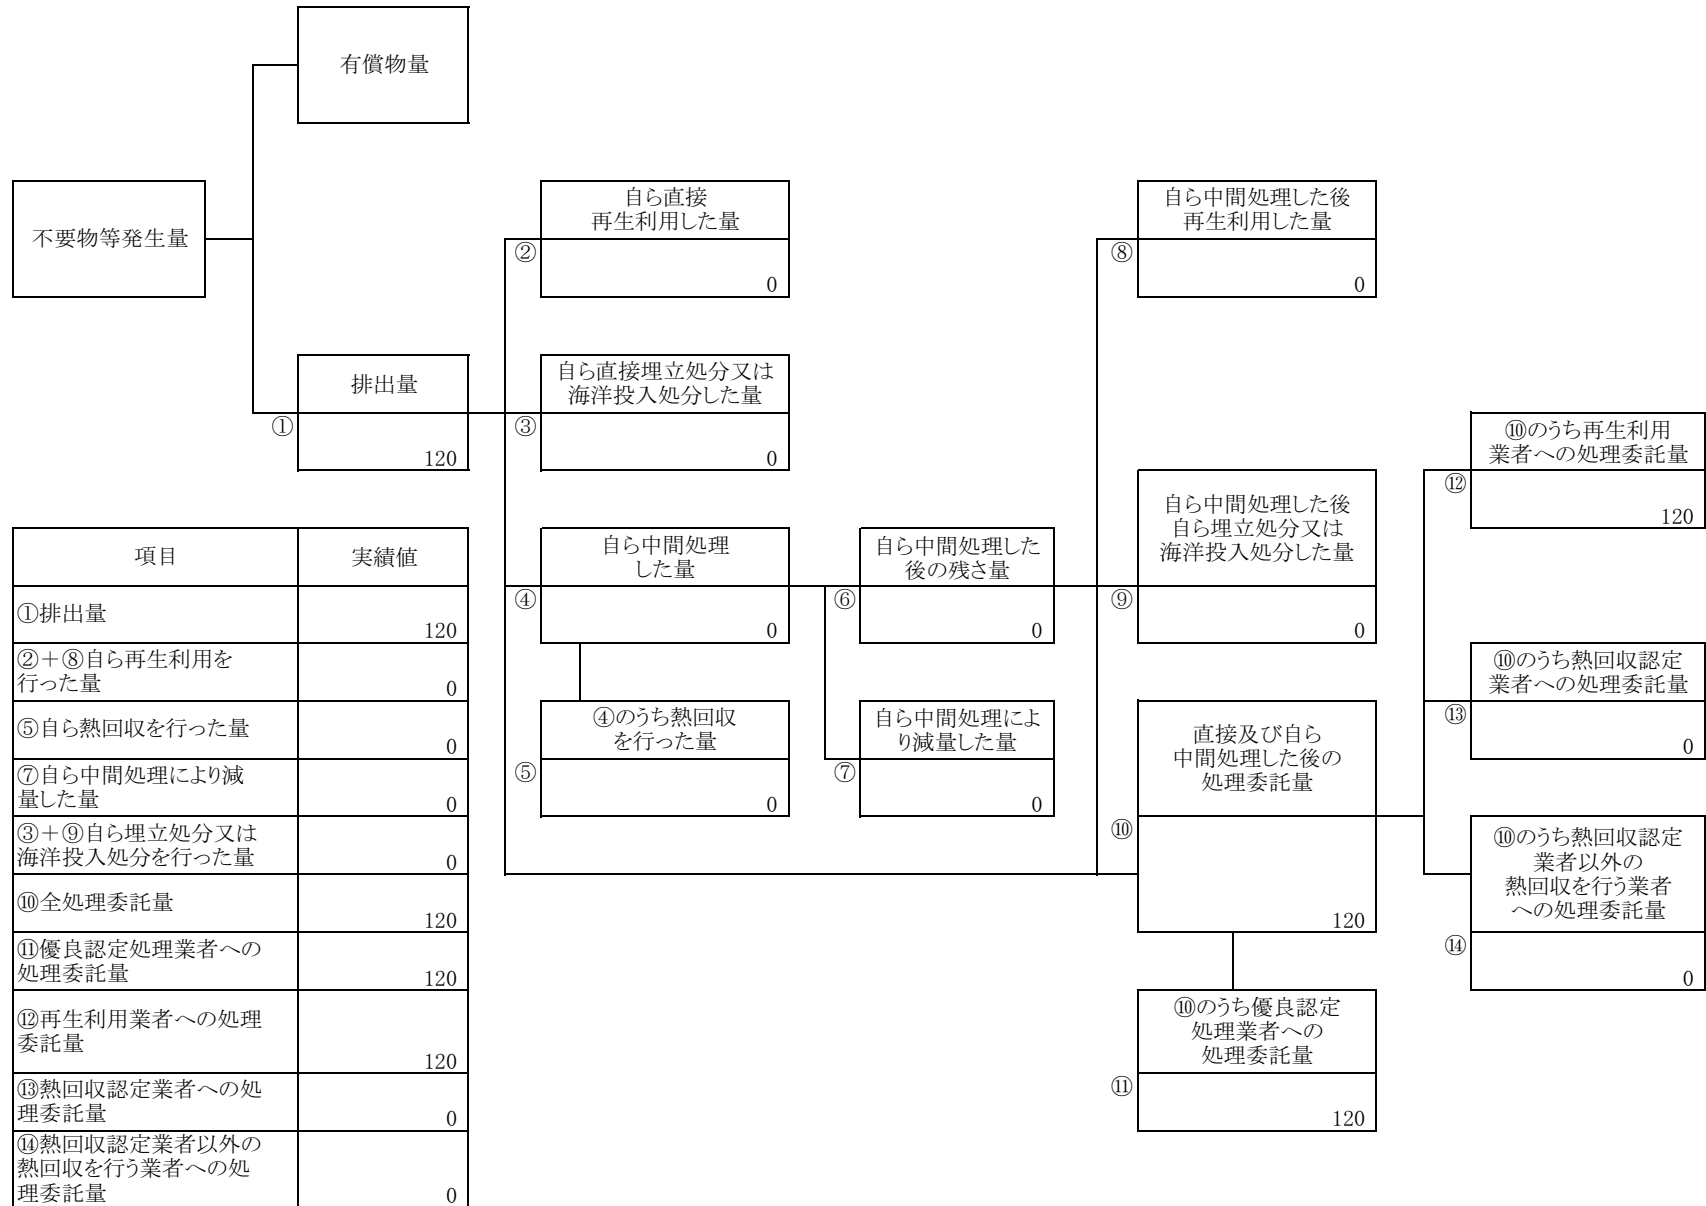 有償物量
不要物等発生量
自ら直接
再生利用した量
②
0
自ら中間処理した後
再生利用した量
⑧
0
排出量
①
120
自ら直接埋立処分又は
海洋投入処分した量
③
0
⑩のうち再生利用
業者への処理委託量
⑫
120
自ら中間処理
した量
④
0
自ら中間処理した
後の残さ量
⑥
0
自ら中間処理した後
自ら埋立処分又は
海洋投入処分した量
⑨
0
⑩のうち熱回収認定
業者への処理委託量
⑬
0
④のうち熱回収
を行った量
⑤
0
自ら中間処理によ
り減量した量
⑦
0
直接及び自ら
中間処理した後の
処理委託量
⑩
120
⑩のうち熱回収認定
業者以外の
熱回収を行う業者
への処理委託量
⑭
0
⑩のうち優良認定
処理業者への
処理委託量
⑪
120
項目 実績値
①排出量
120
②+⑧自ら再生利用を
行った量
0
⑤自ら熱回収を行った量
0
⑦自ら中間処理により減
量した量
0
③+⑨自ら埋立処分又は
海洋投入処分を行った量
0
⑩全処理委託量
120
⑪優良認定処理業者への
処理委託量
120
⑫再生利用業者への処理
委託量
120
⑬熱回収認定業者への処
理委託量
0
⑭熱回収認定業者以外の
熱回収を行う業者への処
理委託量
0